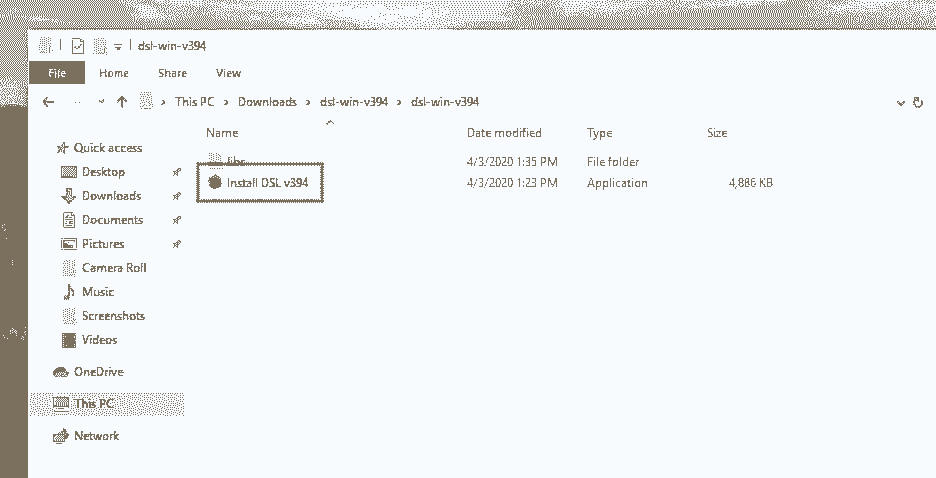 dsl-win-v394
File Home Share View
This PC > Downloads > dsl-win-v394 > dsl-win-v394
Name Date modified Type Size
Quick access
Desktop
Downloads
Documents
Pictures
Camera Roll
Music
Screenshots
Videos
OneDrive
This PC
Network
libs 4/3/2020 1:35 PM File folder
Install DSL v394 4/3/2020 1:23 PM Application 4,886 KB